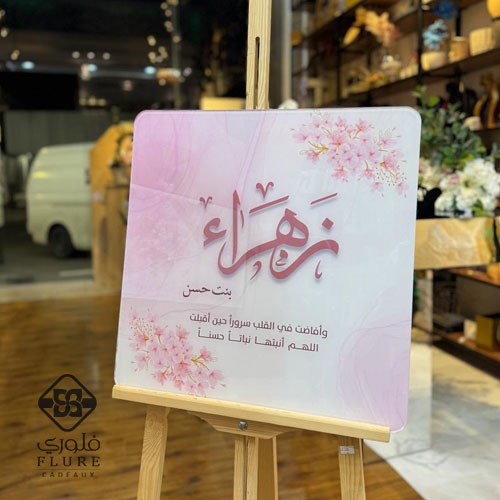 زهراء
بنت حسن
وأفاضت في القلب سروراً حين أقبلت
اللهم أنبتها نباتاً حسناً
فلوري
FLURE
CADEAUX